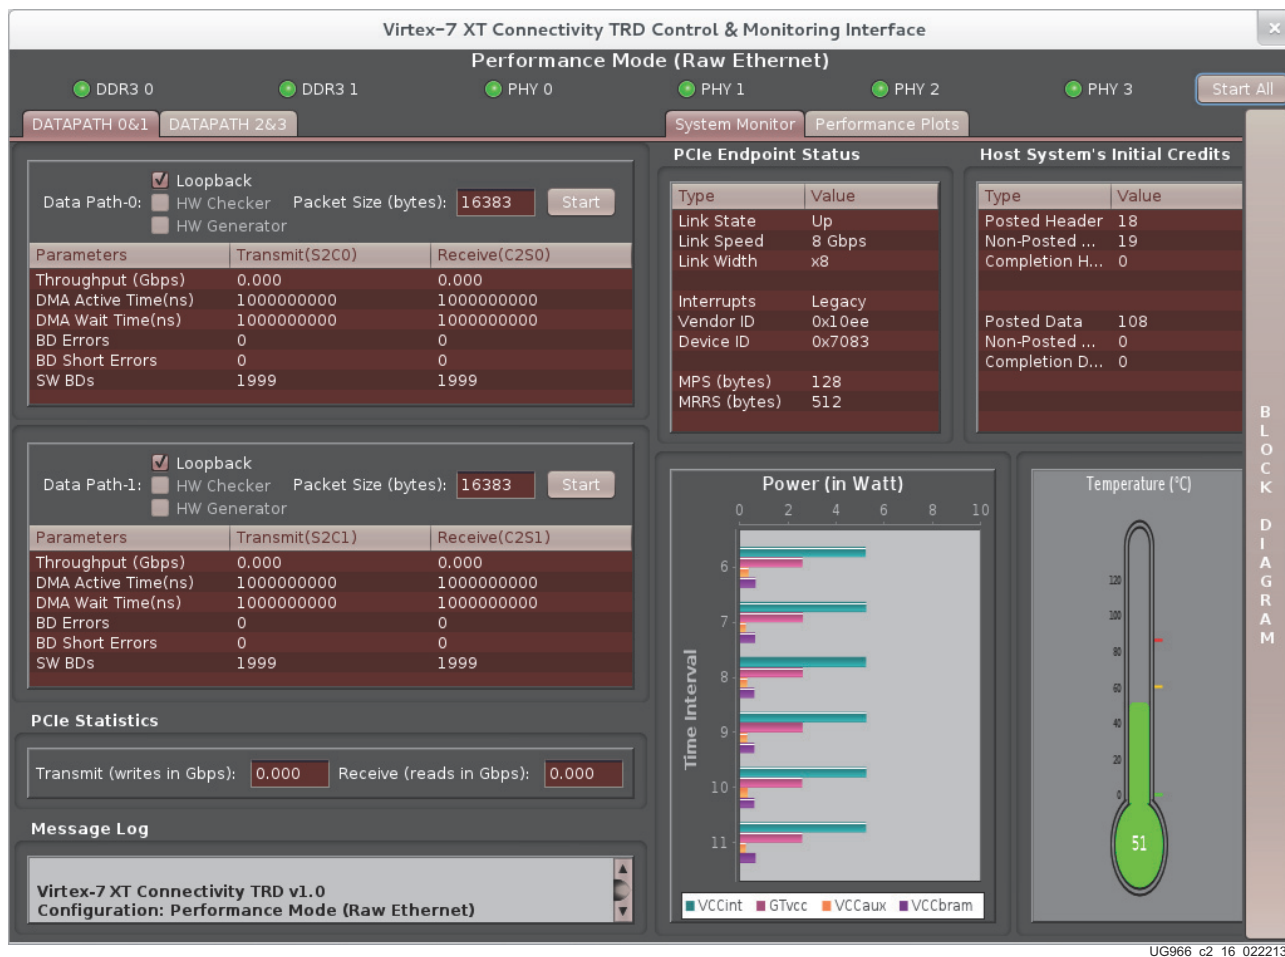 Virtex-7 XT Connectivity TRD Control & Monitoring Interface
x
Performance Mode (Raw Ethernet)
DDR3 0 DDR3 1 PHY 0 PHY 1 PHY 2 PHY 3 Start All
DATAPATH 0&1 DATAPATH 2&3
Loopback
Data Path-0: HW Checker Packet Size (bytes): 16383 Start
HW Generator
Parameters Transmit(S2C0) Receive(C2S0)
Throughput (Gbps) 0.000 0.000
DMA Active Time(ns) 1000000000 1000000000
DMA Wait Time(ns) 1000000000 1000000000
BD Errors 0 0
BD Short Errors 0 0
SW BDs 1999 1999
Loopback
Data Path-1: HW Checker Packet Size (bytes): 16383 Start
HW Generator
Parameters Transmit(S2C1) Receive(C2S1)
Throughput (Gbps) 0.000 0.000
DMA Active Time(ns) 1000000000 1000000000
DMA Wait Time(ns) 1000000000 1000000000
BD Errors 0 0
BD Short Errors 0 0
SW BDs 1999 1999
PCIe Statistics
Transmit (writes in Gbps): 0.000 Receive (reads in Gbps): 0.000
Message Log
Virtex-7 XT Connectivity TRD v1.0
Configuration: Performance Mode (Raw Ethernet)
System Monitor Performance Plots
PCIe Endpoint Status
Type Value
Link State Up
Link Speed 8 Gbps
Link Width x8
Interrupts Legacy
Vendor ID 0x10ee
Device ID 0x7083
MPS (bytes) 128
MRRS (bytes) 512
Host System's Initial Credits
Type Value
Posted Header 18
Non-Posted ... 19
Completion H... 0
Posted Data 108
Non-Posted ... 0
Completion D... 0
Power (in Watt)
0 2 4 6 8 10
Time Interval
6
7
8
9
10
11
VCCint GTvcc VCCaux VCCbram
Temperature (°C)
120
100
80
60
40
20
0
51
BLOCK DIAGRAM
UG966_c2_16_022213